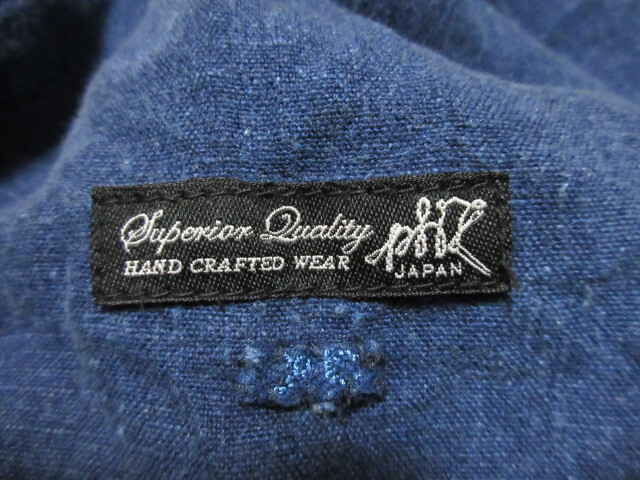 Superior Quality
HAND CRAFTED WEAR
JAPAN